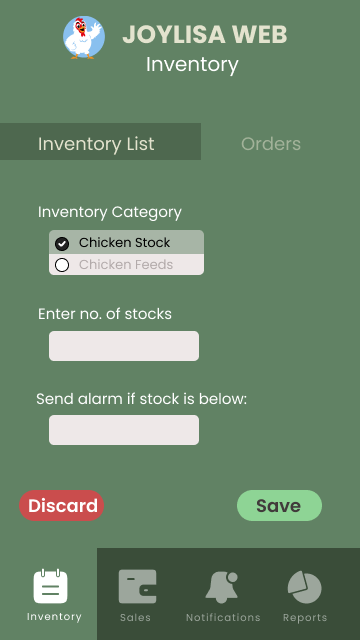 JOYLISA WEB
Inventory
Inventory List
Orders
Inventory Category
Chicken Stock
Chicken Feeds
Enter no. of stocks
Send alarm if stock is below:
Discard
Save
Inventory
Sales
Notifications
Reports